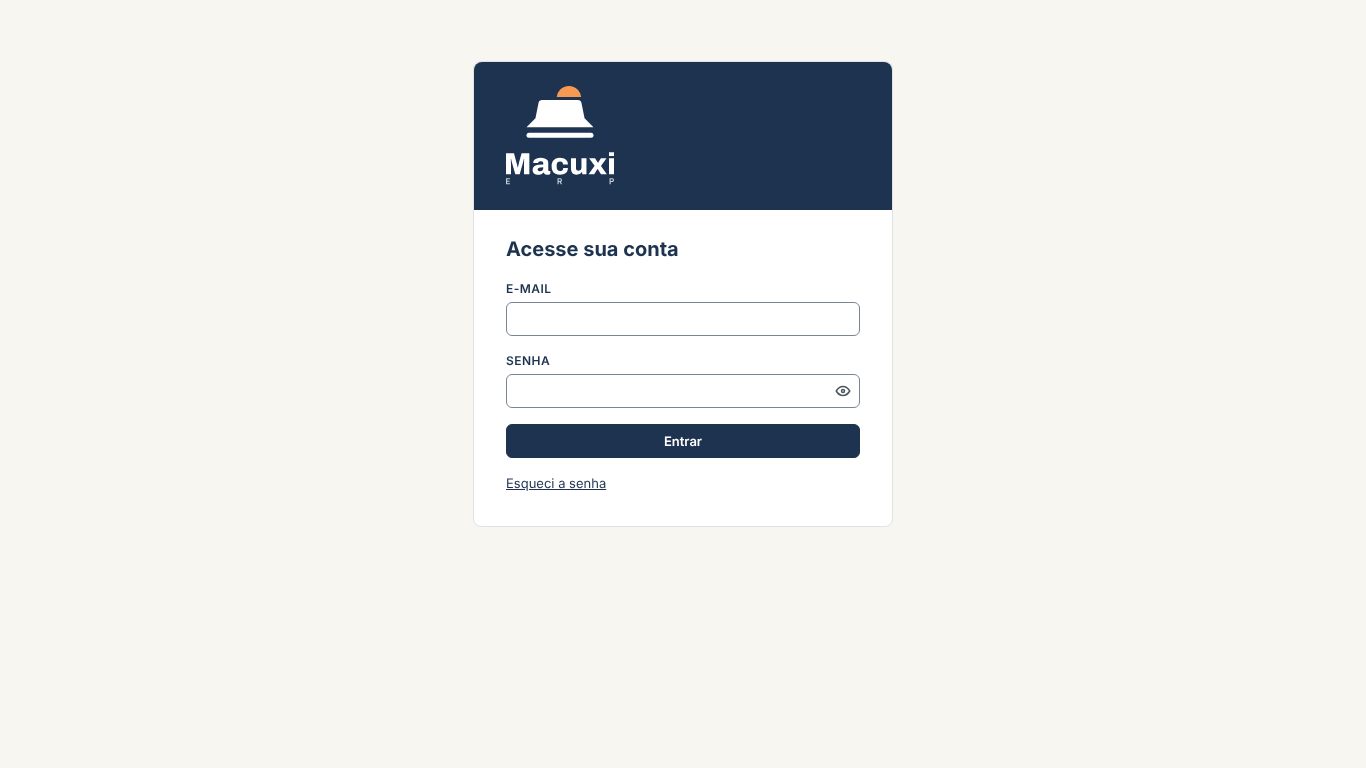 Macuxi
E R P
Acesse sua conta
E-MAIL
SENHA
Entrar
Esqueci a senha